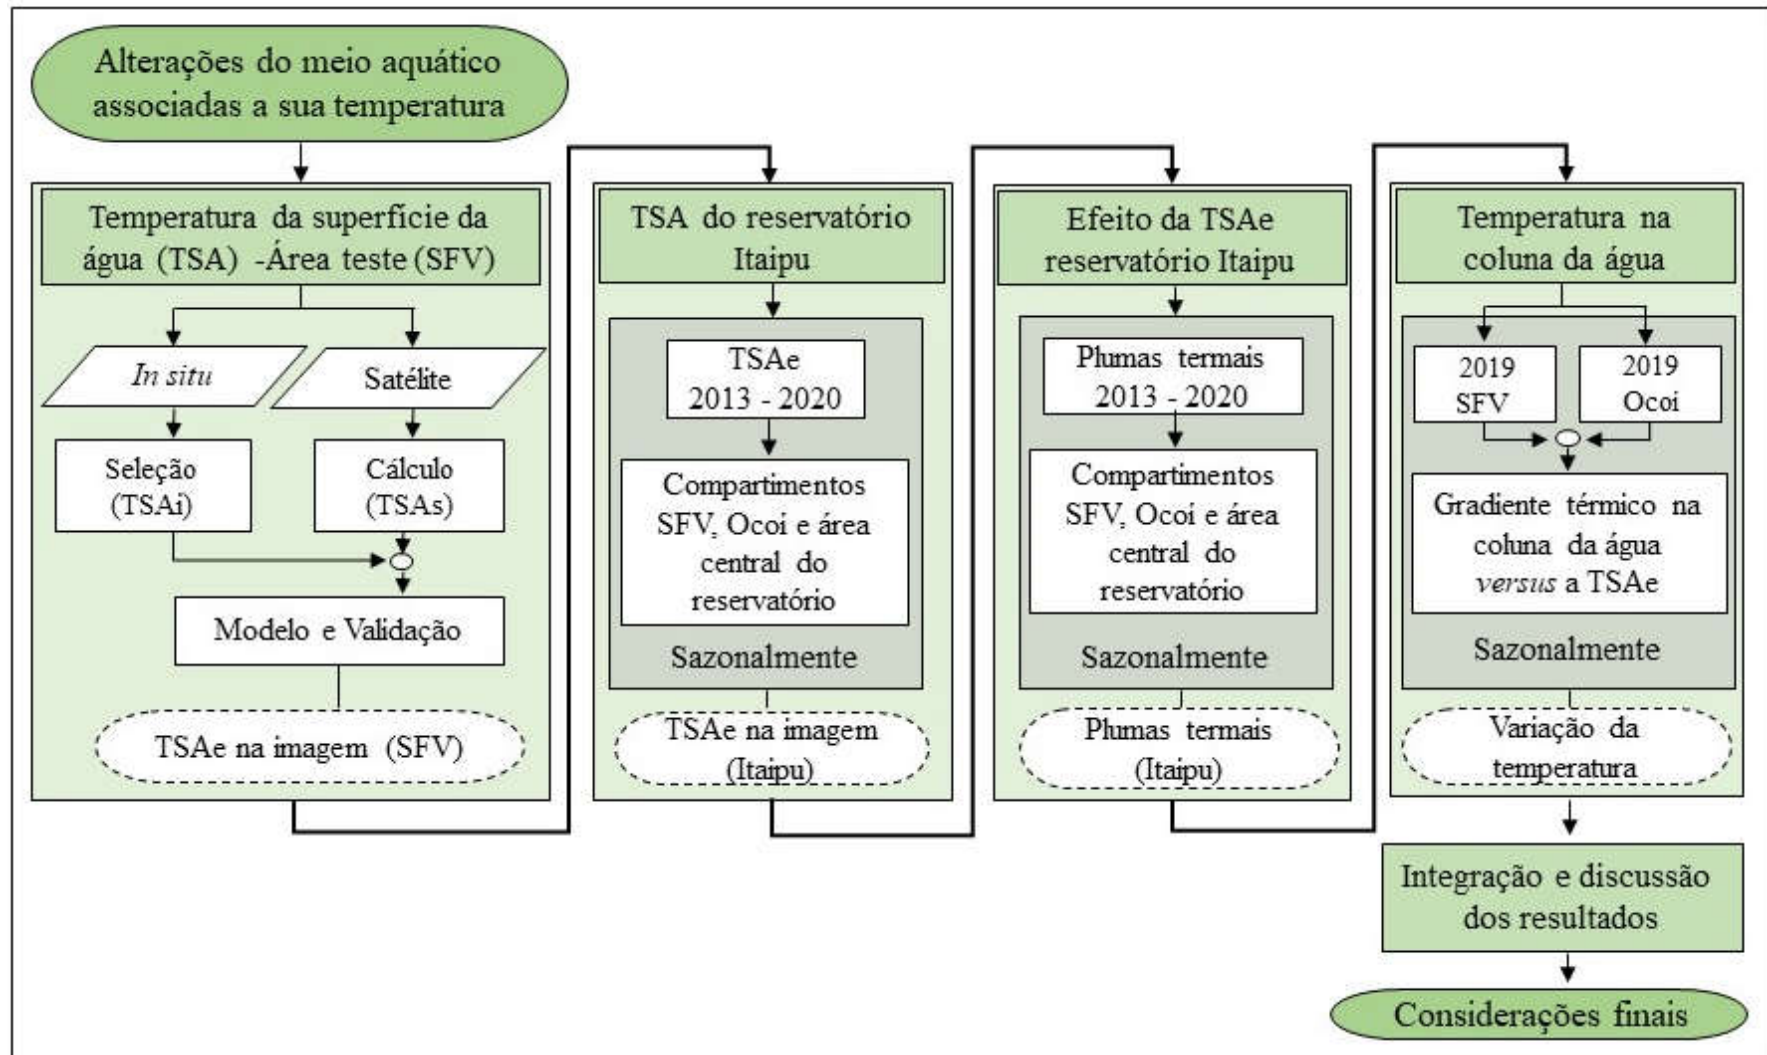 Alterações do meio aquático
associadas a sua temperatura
Temperatura da superfície da
água (TSA) -Área teste (SFV)
In situ
Satélite
Seleção
(TSAi)
Cálculo
(TSAs)
Modelo e Validação
TSAe na imagem (SFV)
TSA do reservatório
Itaipu
TSAe
2013 - 2020
Compartimentos
SFV, Ocoí e área
central do
reservatório
Sazonalmente
TSAe na imagem
(Itaipu)
Efeito da TSAe
reservatório Itaipu
Plumas termais
2013 - 2020
Compartimentos
SFV, Ocoí e área
central do
reservatório
Sazonalmente
Plumas termais
(Itaipu)
Temperatura na
coluna da água
2019
SFV
2019
Ocoi
Gradiente térmico na
coluna da água
versus a TSAe
Sazonalmente
Variação da
temperatura
Integração e discussão
dos resultados
Considerações finais